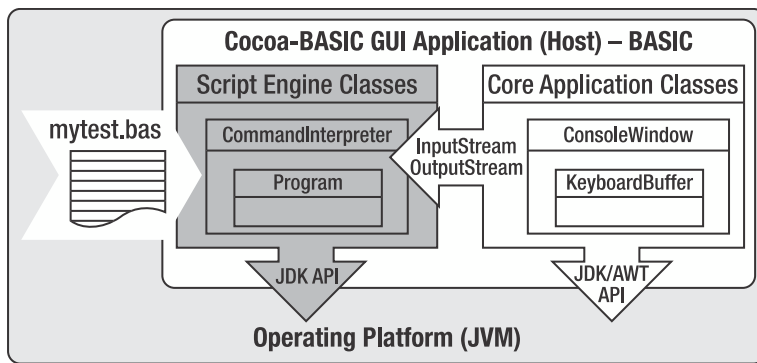 Cocoa-BASIC GUI Application (Host) – BASIC
Script Engine Classes
Core Application Classes
mytest.bas
CommandInterpreter
InputStream
OutputStream
ConsoleWindow
Program
KeyboardBuffer
JDK API
JDK/AWT
API
Operating Platform (JVM)